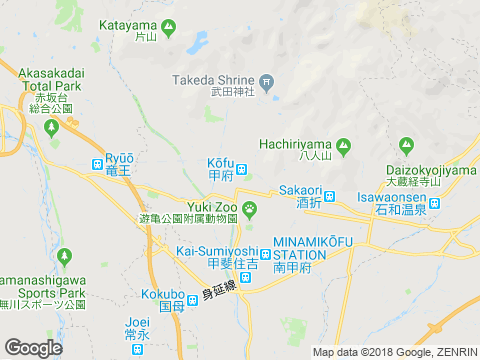 Katayama
片山
Akasakadai
Total Park
赤坂台
総合公園
Takeda Shrine
武田神社
Hachiriyama
八人山
Ryūō
竜王
Kōfu
甲府
Daizokyojiyama
大蔵経寺山
Sakaori
酒折
Isawaonsen
石和温泉
Yuki Zoo
遊亀公園附属動物園
Kai-Sumiyoshi
甲斐住吉
MINAMIKŌFU
STATION
南甲府
amanashigawa
Sports Park
無川スポーツ公園
Kokubo
国母
身延線
Joei
常永
Google
Map data ©2018 Google, ZENRIN